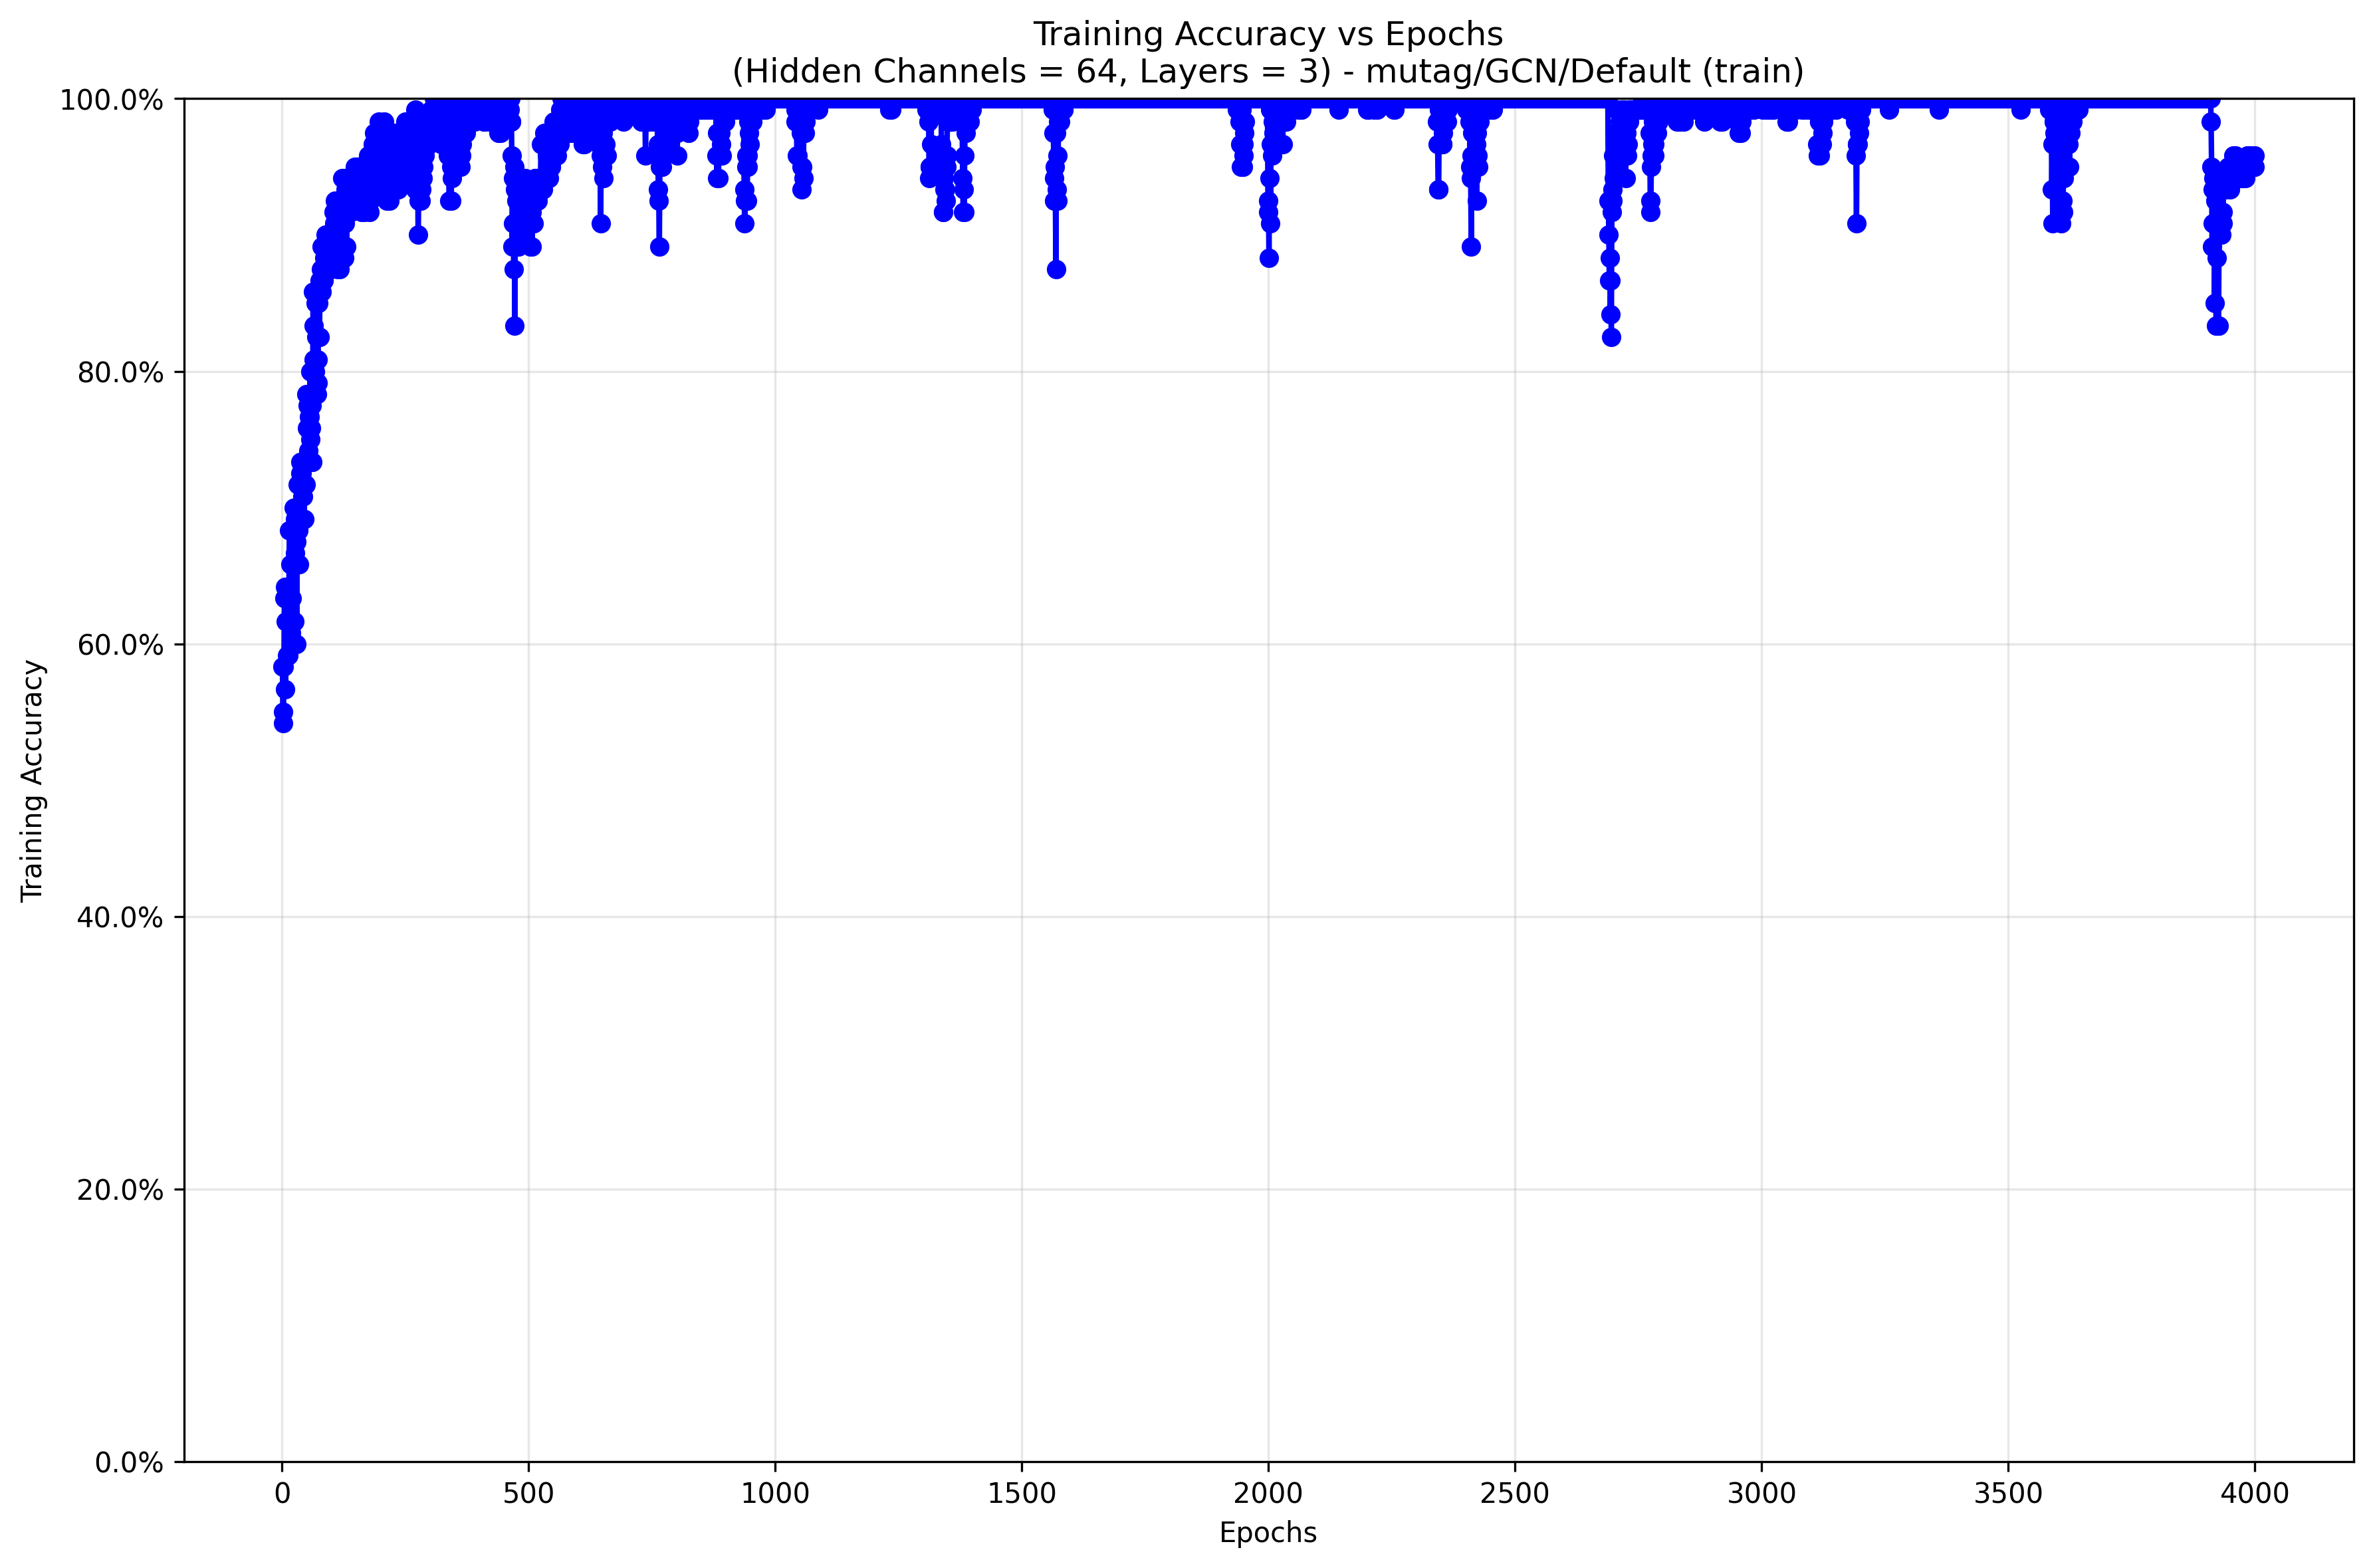 Training Accuracy vs Epochs
(Hidden Channels = 64, Layers = 3) - mutag/GCN/Default (train)
100.0%
80.0%
60.0%
40.0%
20.0%
0.0%
Training Accuracy
0 500 1000 1500 2000 2500 3000 3500 4000
Epochs